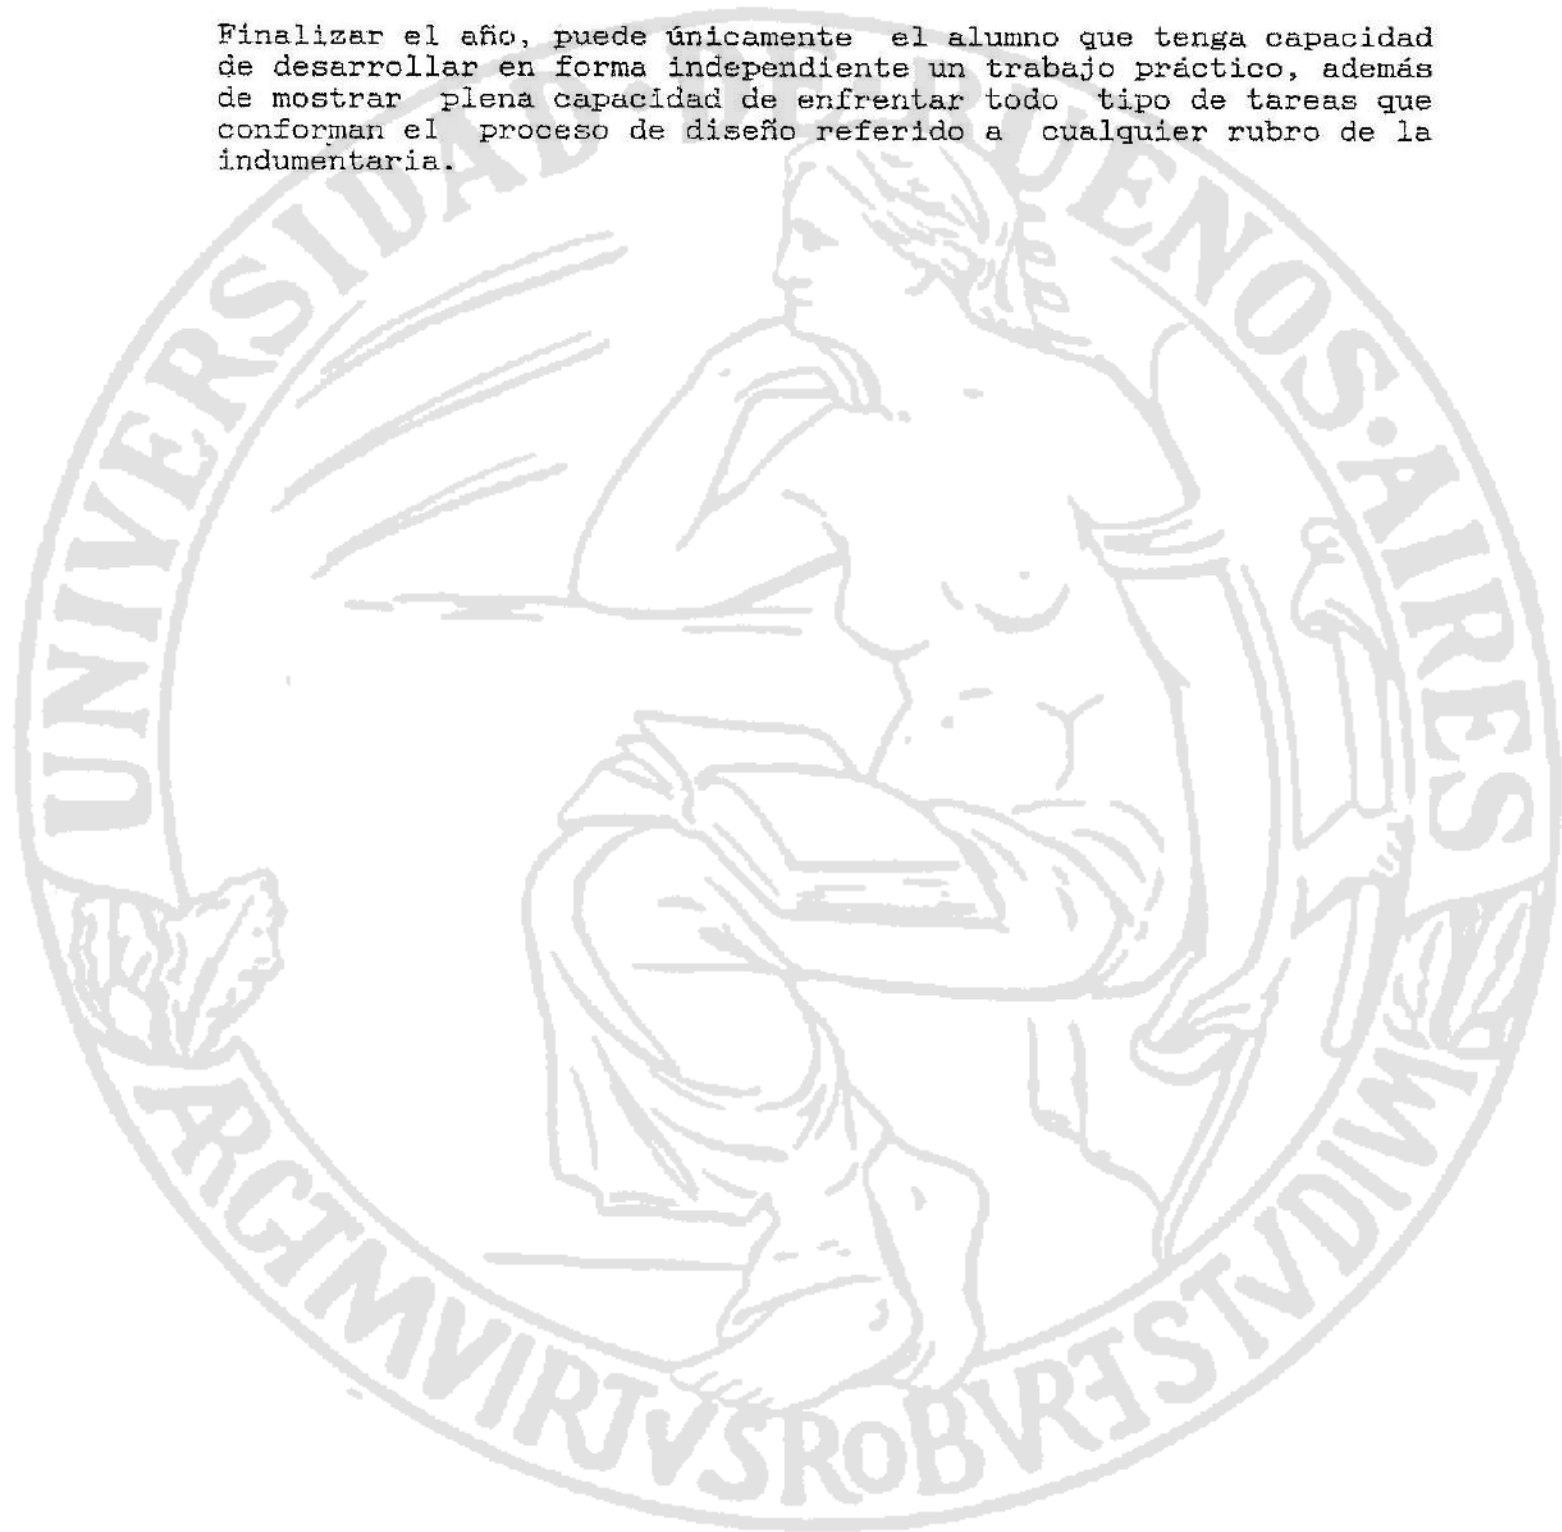 Finalizar el año, puede únicamente el alumno que tenga capacidad
de desarrollar en forma independiente un trabajo práctico, además
de mostrar plena capacidad de enfrentar todo tipo de tareas que
conforman el proceso de diseño referido a cualquier rubro de la
indumentaria.
UNIVERSIDAD·DE·BUENOS·AIRES
ARGTMVIRTVSROBVRETSTVDIVM